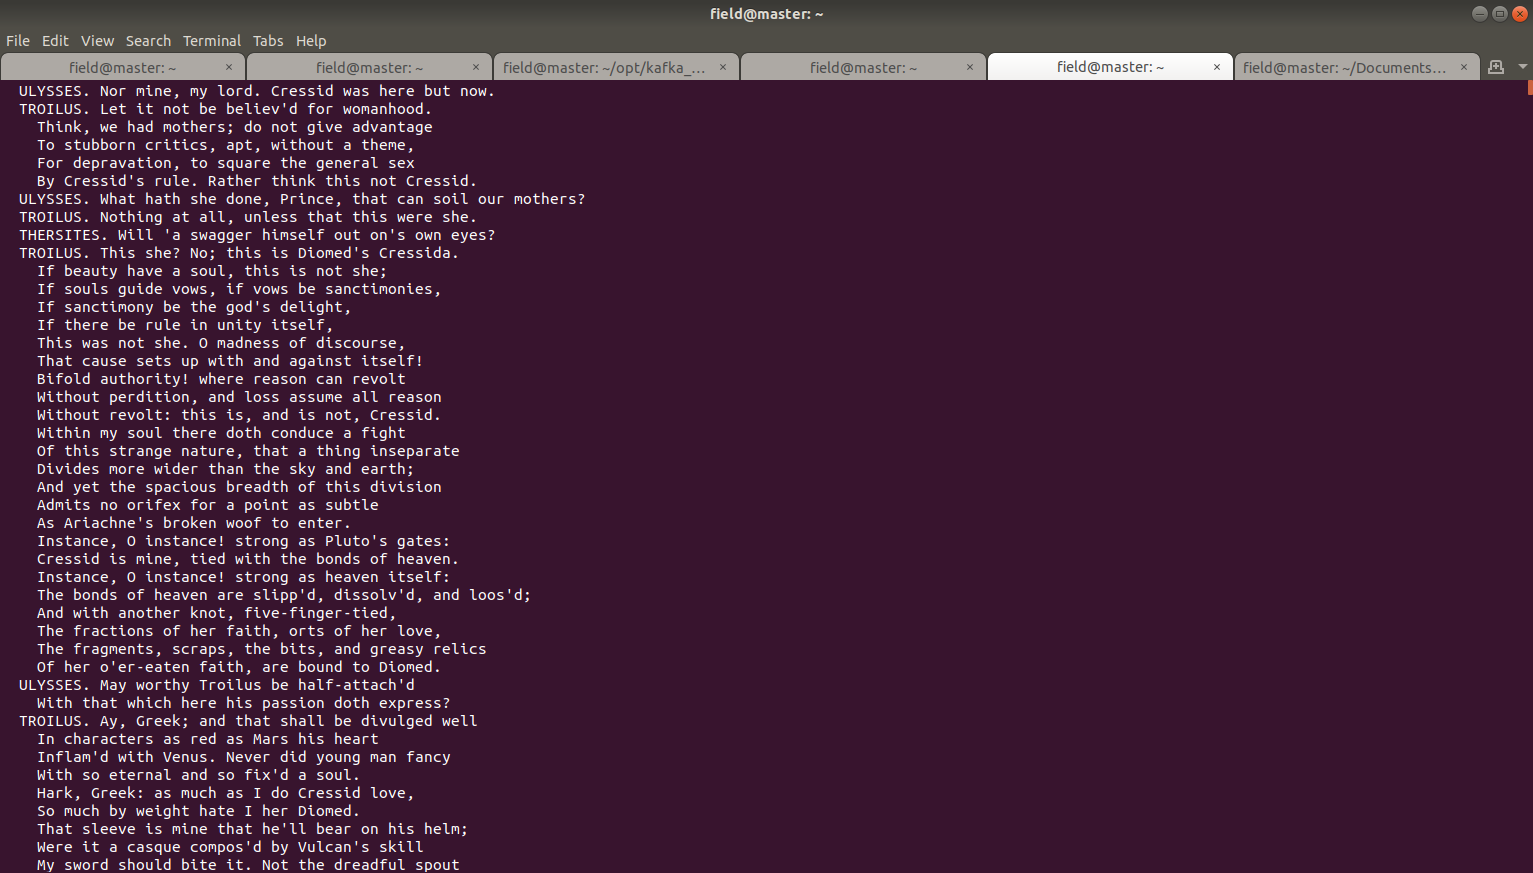 field@master: ~
File Edit View Search Terminal Tabs Help
field@master: ~ × field@master: ~ × field@master: ~/opt/kafka_... × field@master: ~ × field@master: ~ × field@master: ~/Documents... ×
ULYSSES. Nor mine, my lord. Cressid was here but now.
TROILUS. Let it not be believ'd for womanhood.
Think, we had mothers; do not give advantage
To stubborn critics, apt, without a theme,
For depravation, to square the general sex
By Cressid's rule. Rather think this not Cressid.
ULYSSES. What hath she done, Prince, that can soil our mothers?
TROILUS. Nothing at all, unless that this were she.
THERSITES. Will 'a swagger himself out on's own eyes?
TROILUS. This she? No; this is Diomed's Cressida.
If beauty have a soul, this is not she;
If souls guide vows, if vows be sanctimonies,
If sanctimony be the god's delight,
If there be rule in unity itself,
This was not she. O madness of discourse,
That cause sets up with and against itself!
Bifold authority! where reason can revolt
Without perdition, and loss assume all reason
Without revolt: this is, and is not, Cressid.
Within my soul there doth conduce a fight
Of this strange nature, that a thing inseparate
Divides more wider than the sky and earth;
And yet the spacious breadth of this division
Admits no orifex for a point as subtle
As Ariachne's broken woof to enter.
Instance, O instance! strong as Pluto's gates:
Cressid is mine, tied with the bonds of heaven.
Instance, O instance! strong as heaven itself:
The bonds of heaven are slipp'd, dissolv'd, and loos'd;
And with another knot, five-finger-tied,
The fractions of her faith, orts of her love,
The fragments, scraps, the bits, and greasy relics
Of her o'er-eaten faith, are bound to Diomed.
ULYSSES. May worthy Troilus be half-attach'd
With that which here his passion doth express?
TROILUS. Ay, Greek; and that shall be divulged well
In characters as red as Mars his heart
Inflam'd with Venus. Never did young man fancy
With so eternal and so fix'd a soul.
Hark, Greek: as much as I do Cressid love,
So much by weight hate I her Diomed.
That sleeve is mine that he'll bear on his helm;
Were it a casque compos'd by Vulcan's skill
My sword should bite it. Not the dreadful spout